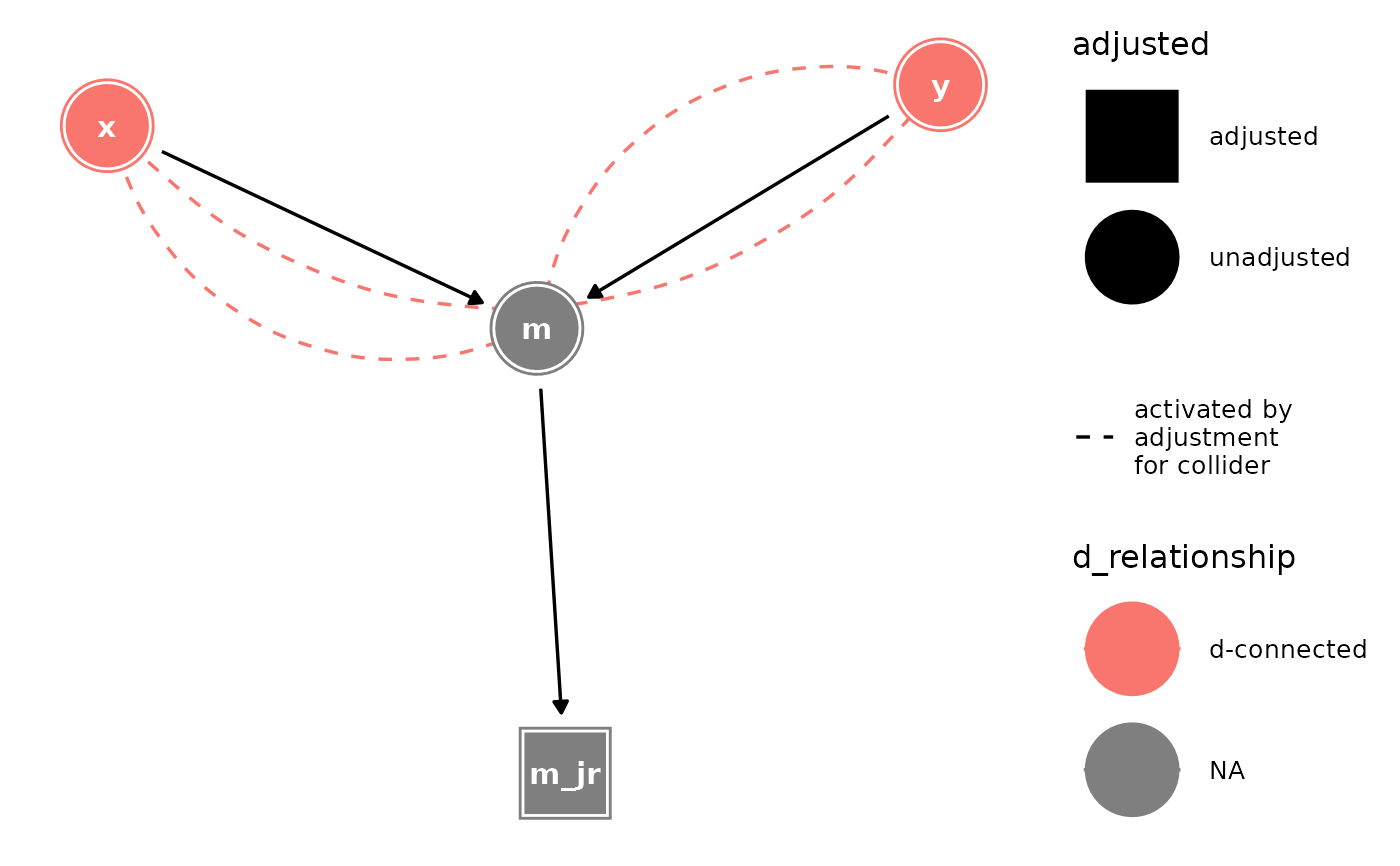 x
y
m
m_jr
adjusted
adjusted
unadjusted
activated by
adjustment
for collider
d_relationship
d-connected
NA